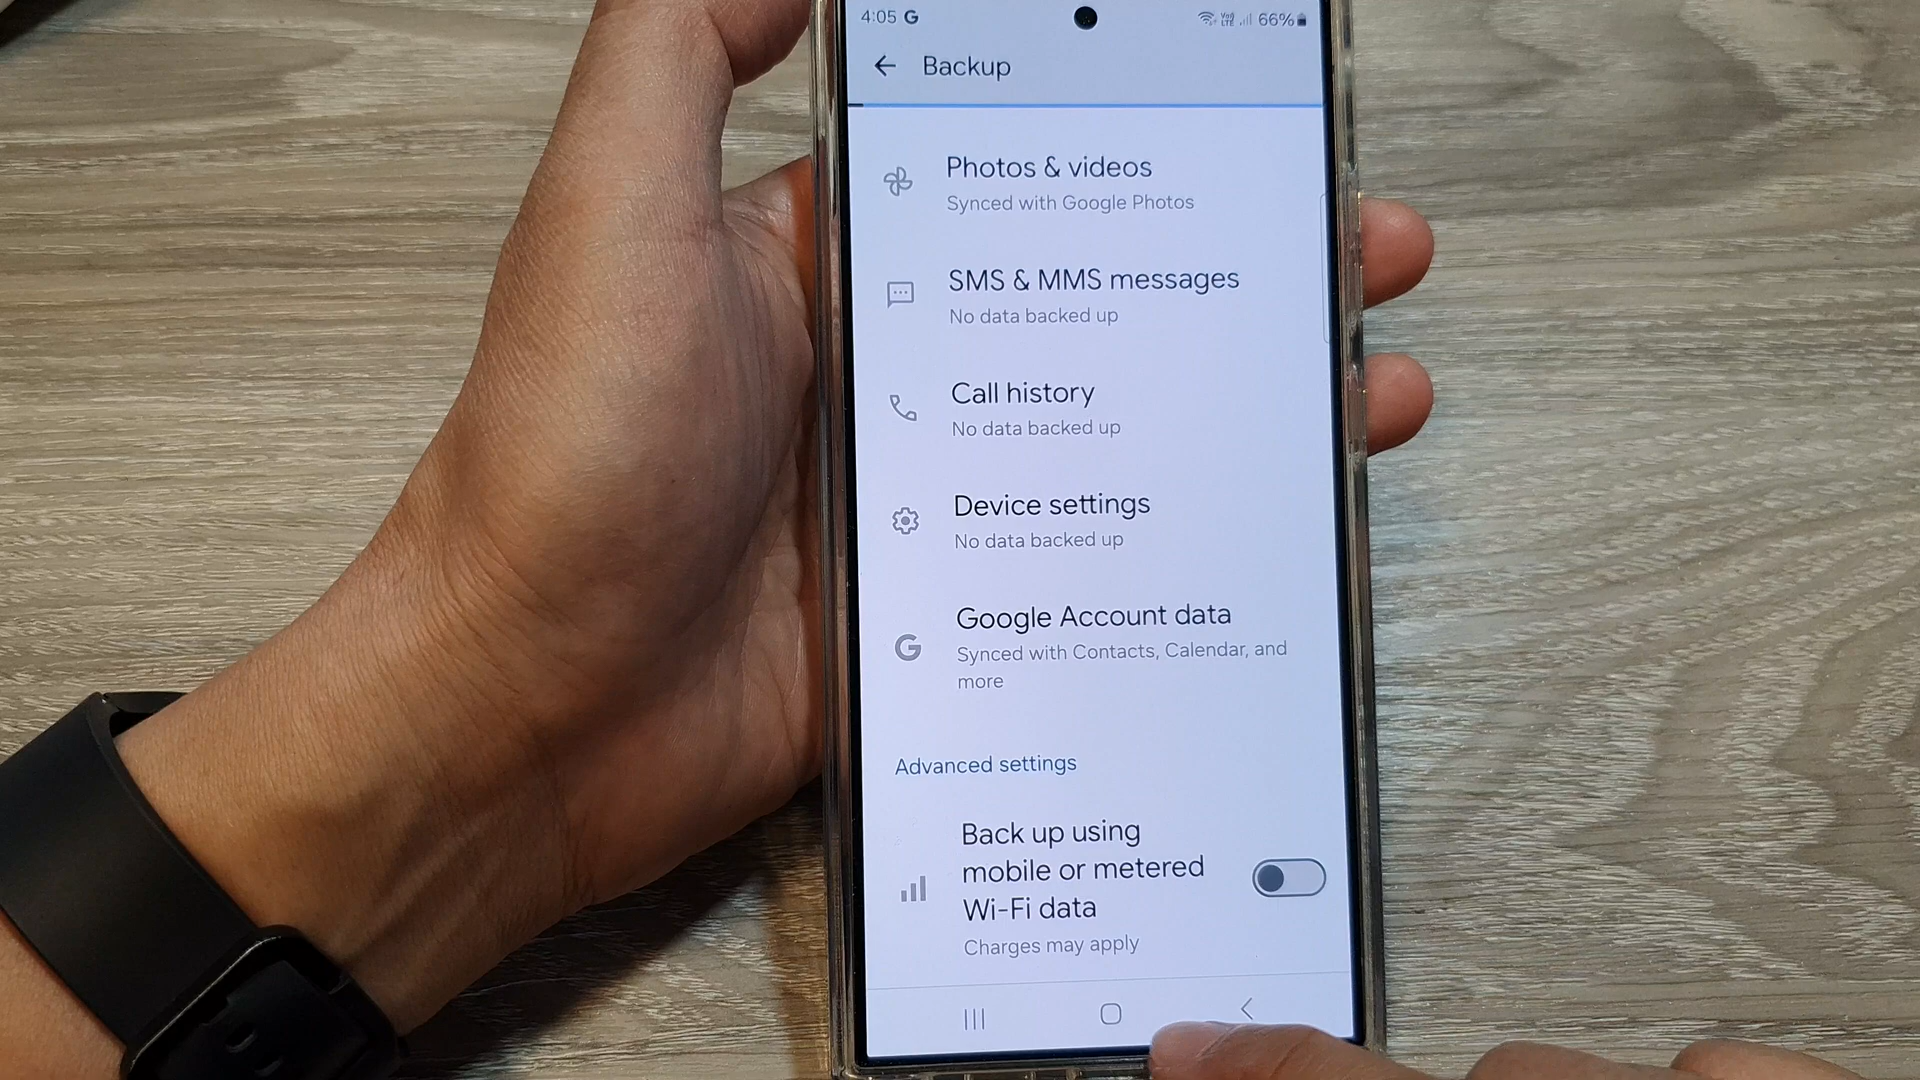 4:05 G
Vo)) LTE 66%
Backup
Photos & videos
Synced with Google Photos
SMS & MMS messages
No data backed up
Call history
No data backed up
Device settings
No data backed up
G
Google Account data
Synced with Contacts, Calendar, and
more
Advanced settings
Back up using
mobile or metered
Wi-Fi data
Charges may apply